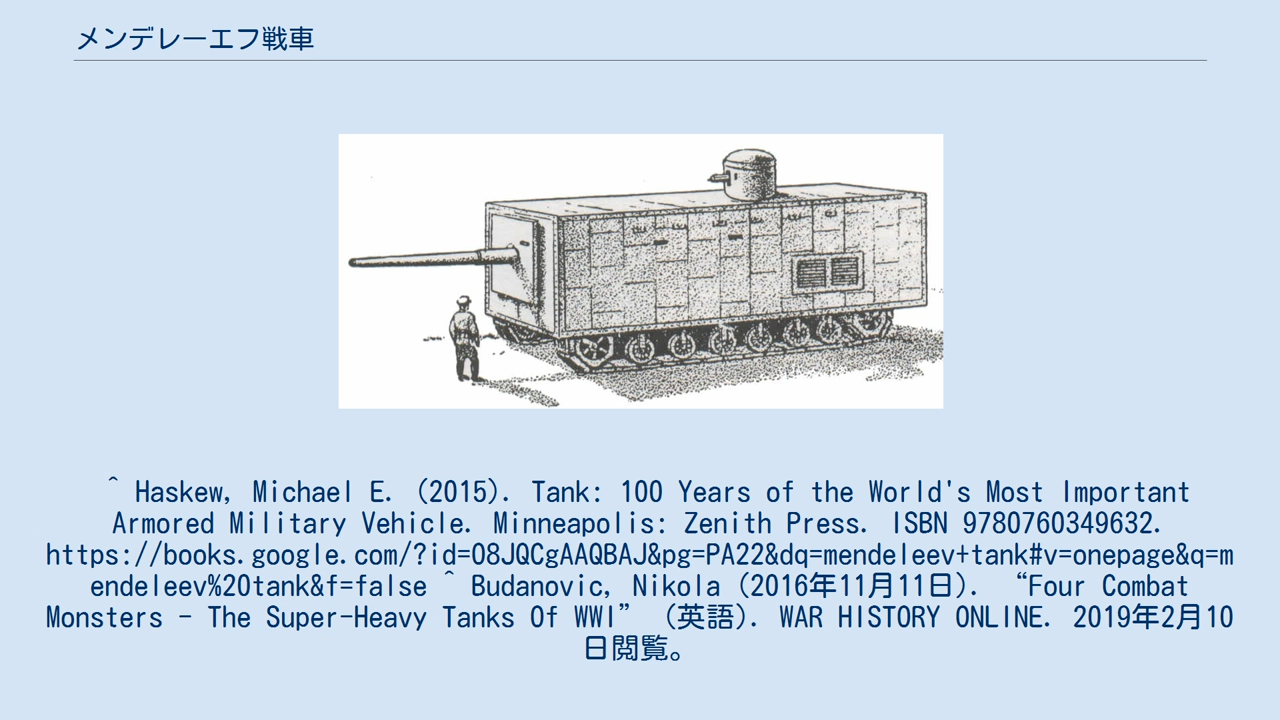 メンデレーエフ戦車
^ Haskew, Michael E. (2015). Tank: 100 Years of the World's Most Important
Armored Military Vehicle. Minneapolis: Zenith Press. ISBN 9780760349632.
https://books.google.com/?id=08JQCgAAQBAJ&pg=PA22&dq=mendeleev+tank#v=onepage&q=m
endeleev%20tank&f=false ^ Budanovic, Nikola (2016年11月11日). “Four Combat
Monsters - The Super-Heavy Tanks Of WWI” (英語). WAR HISTORY ONLINE. 2019年2月10
日閲覧。